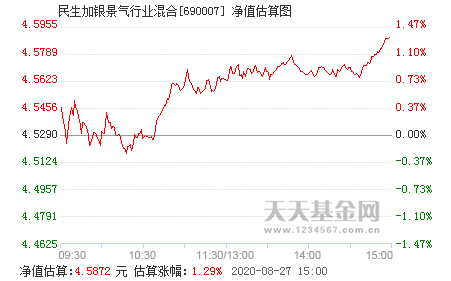 民生加银景气行业混合[690007] 净值估算图
4.5955 1.47%
4.5789 1.10%
4.5623 0.73%
4.5456 0.37%
4.5290 0.00%
4.5124 -0.37%
4.4957 -0.73%
4.4791 -1.10%
4.4625 -1.47%
天天基金网
www.1234567.com.cn
09:30 10:30 11:30/13:00 14:00 15:00
净值估算:4.5872 元 估算涨幅: 1.29% 2020-08-27 15:00